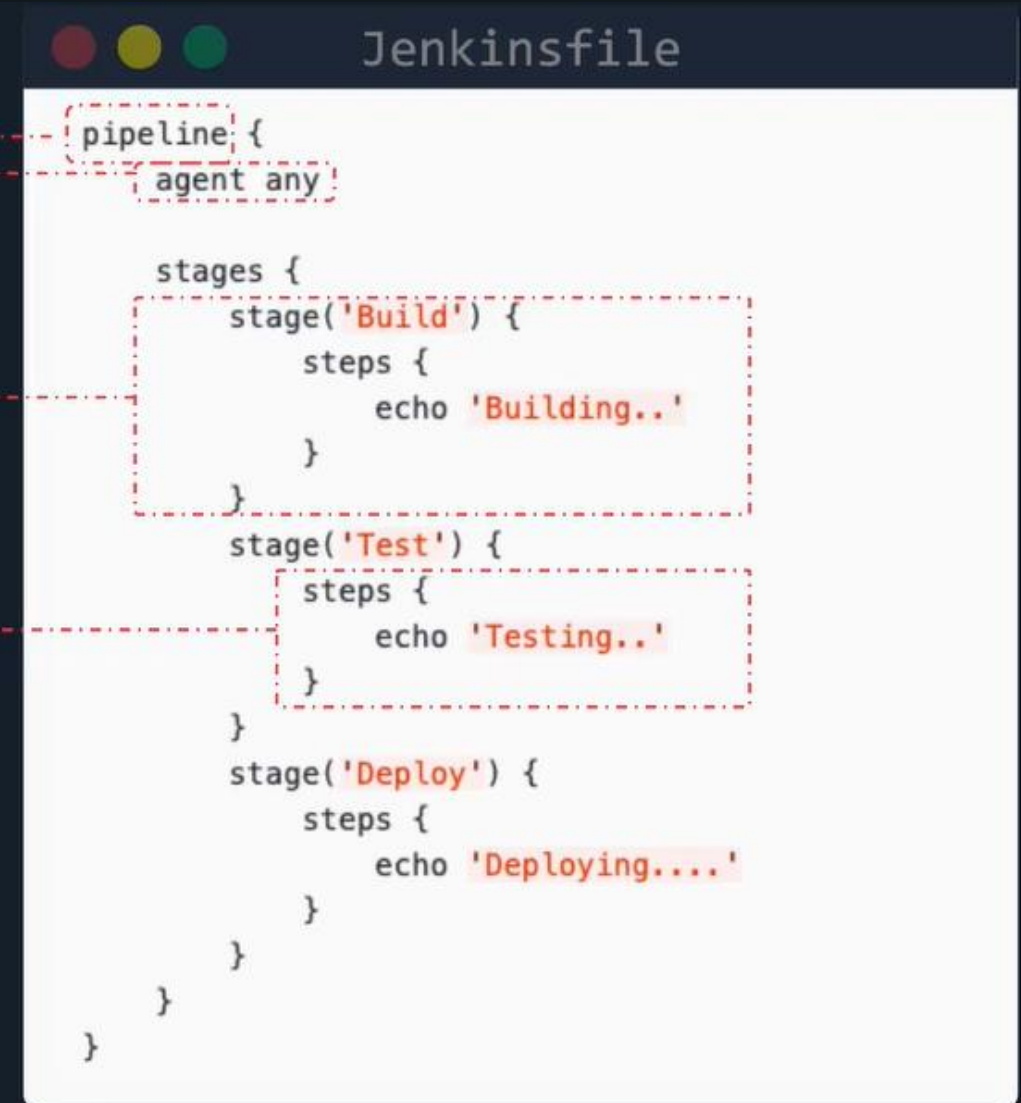 Jenkinsfile
pipeline {
    agent any

    stages {
        stage('Build') {
            steps {
                echo 'Building..'
            }
        }
        stage('Test') {
            steps {
                echo 'Testing..'
            }
        }
        stage('Deploy') {
            steps {
                echo 'Deploying....'
            }
        }
    }
}